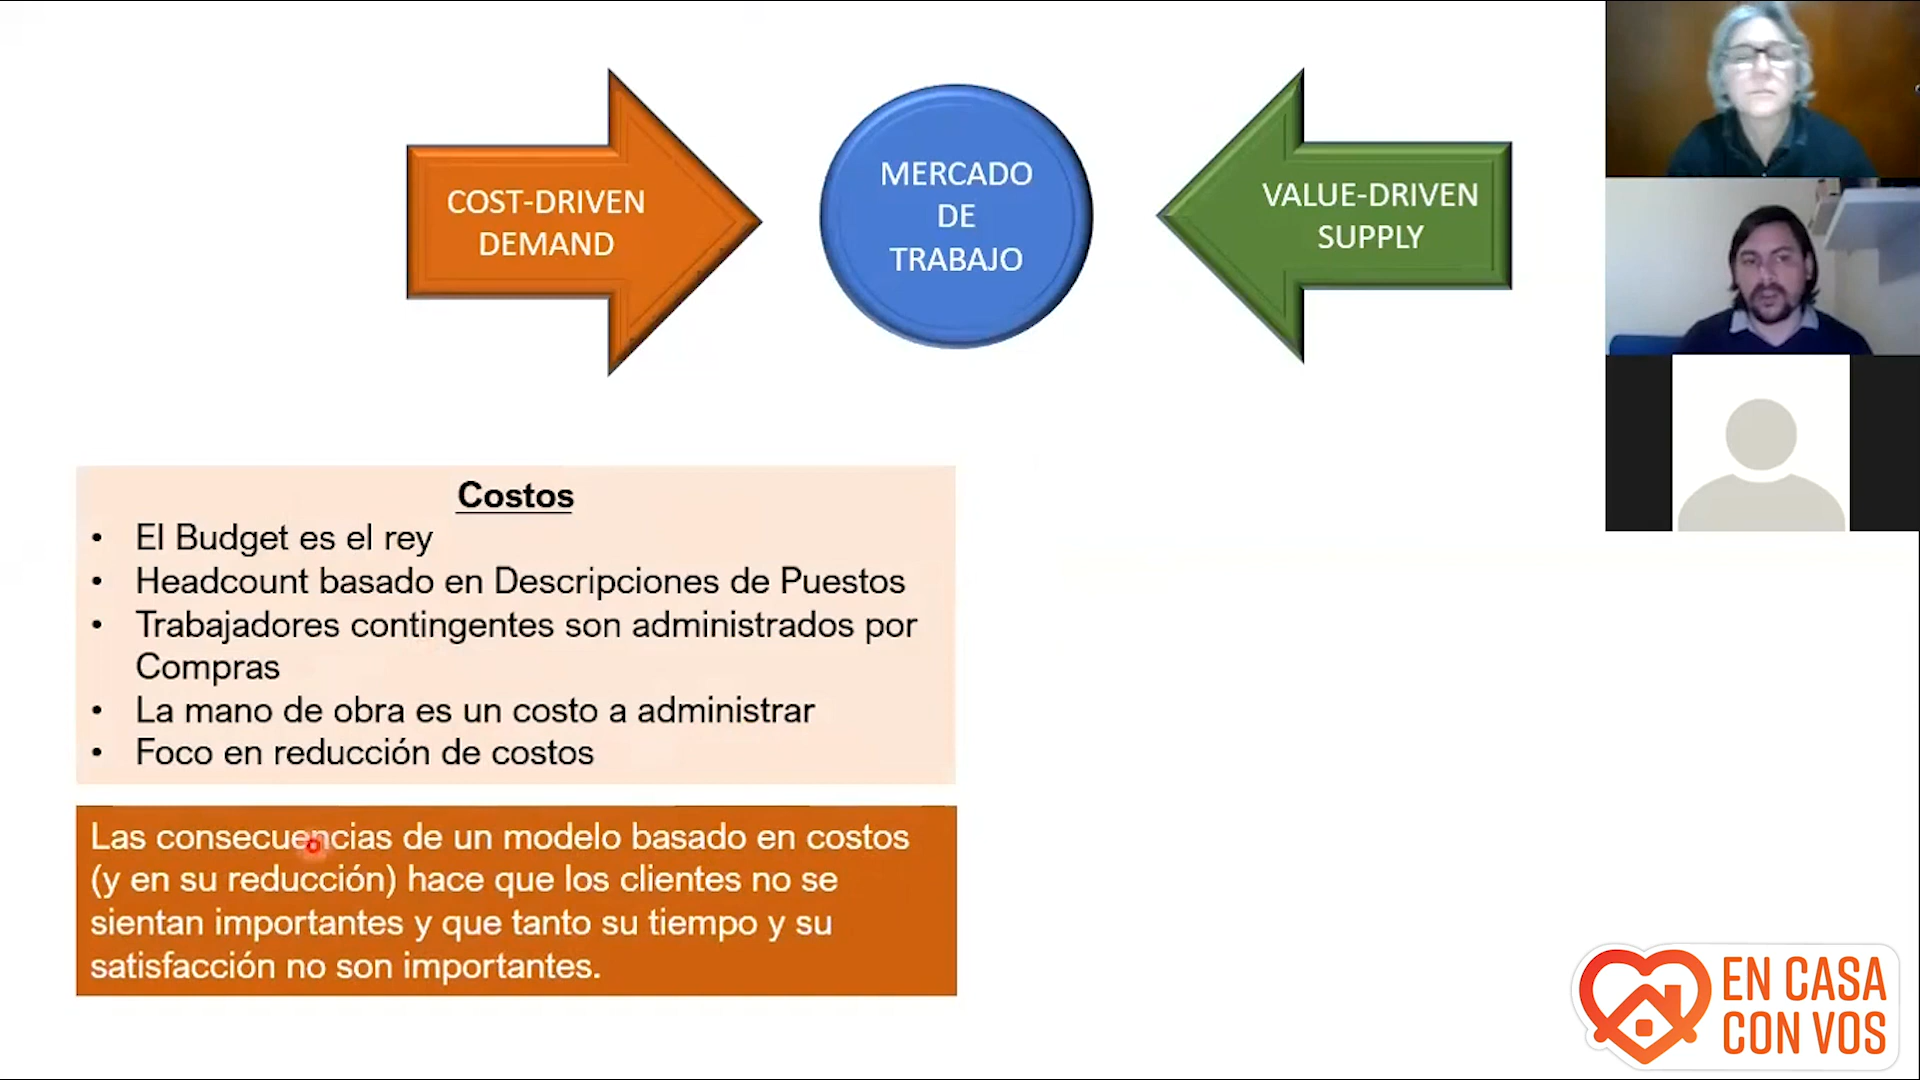 COST-DRIVEN
DEMAND
MERCADO
DE
TRABAJO
VALUE-DRIVEN
SUPPLY
Costos
• El Budget es el rey
• Headcount basado en Descripciones de Puestos
• Trabajadores contingentes son administrados por
Compras
• La mano de obra es un costo a administrar
• Foco en reducción de costos
Las consecuencias de un modelo basado en costos
(y en su reducción) hace que los clientes no se
sientan importantes y que tanto su tiempo y su
satisfacción no son importantes.
EN CASA
CON VOS